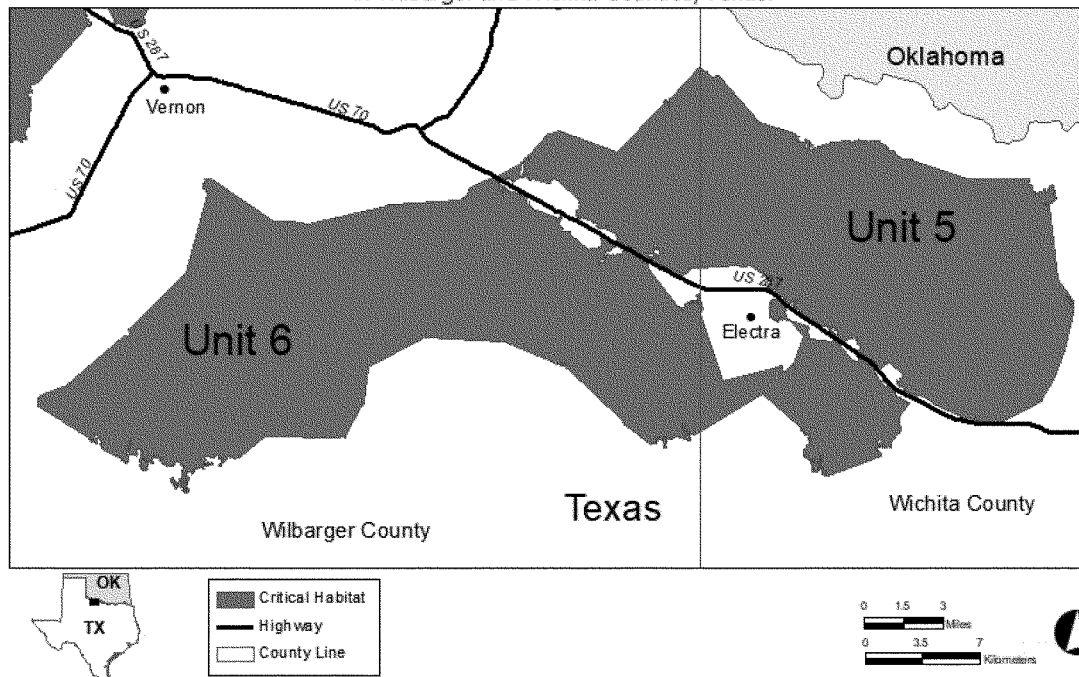 S 287
Vernon
US 70
US 70
Oklahoma
Unit 5
US 287
Electra
Unit 6
Texas
Wilbarger County
Wichita County
OK
TX
Critical Habitat
Highway
County Line
0 1.5 3
Miles
0 3.5 7
Kilometers